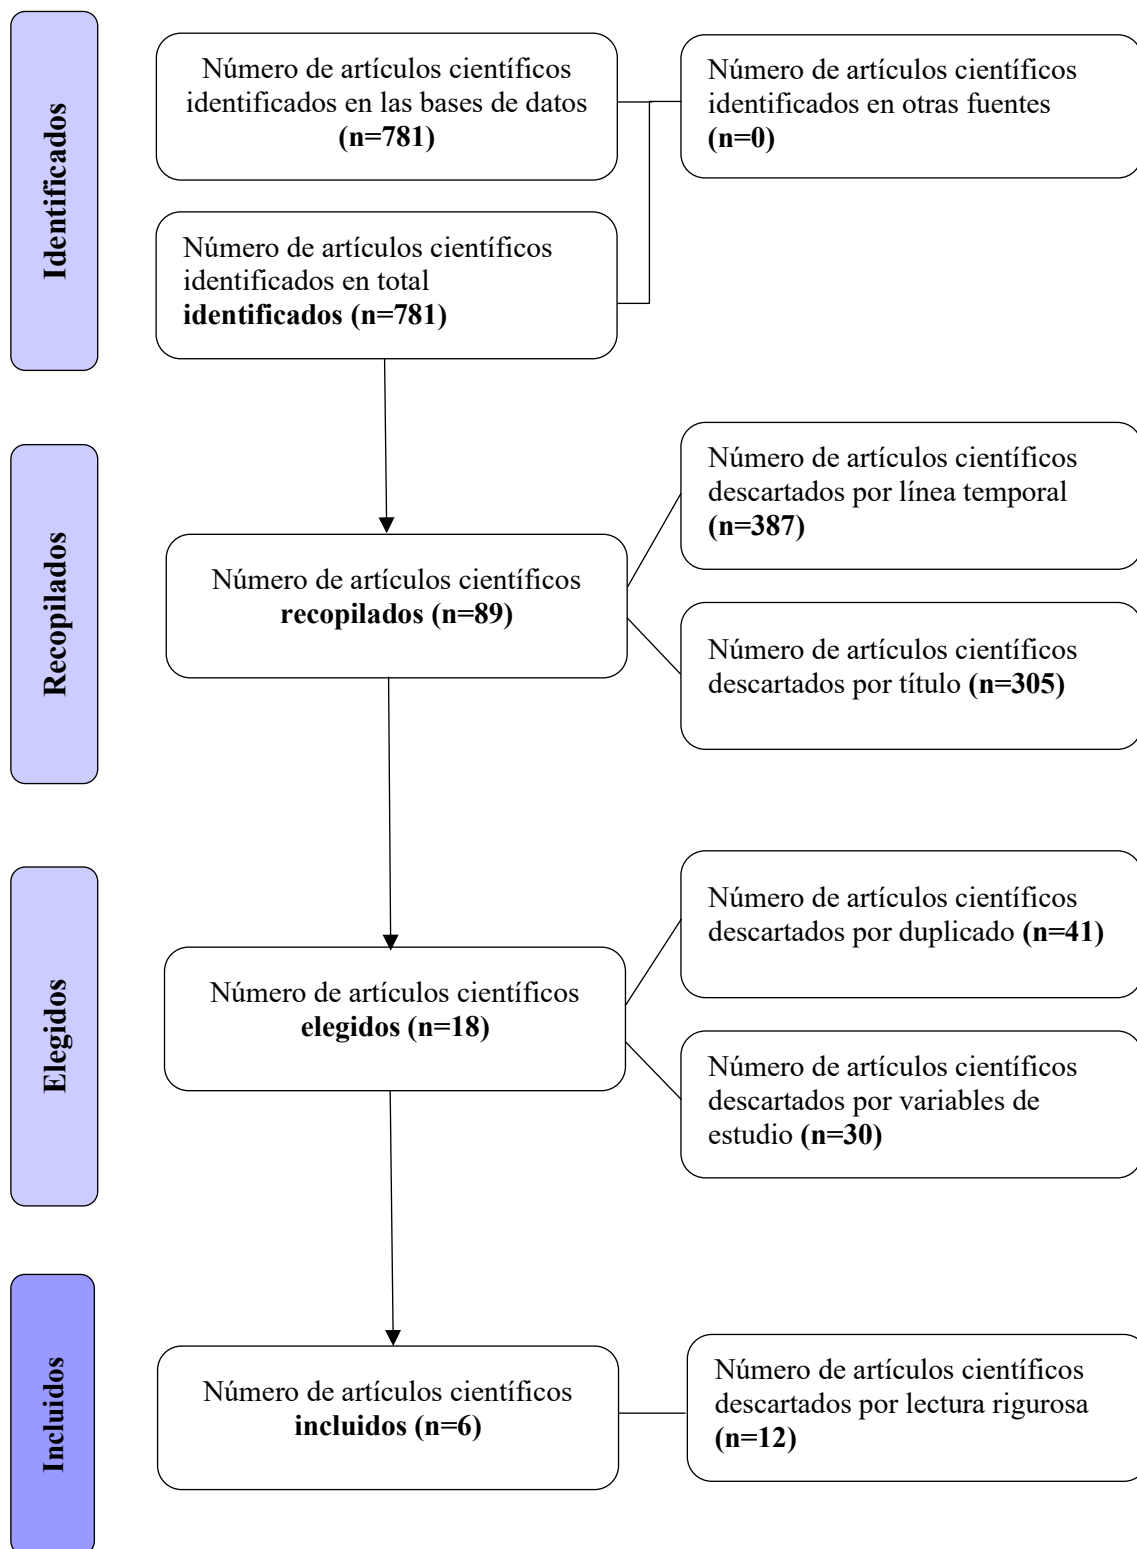 Identificados
Número de artículos científicos
identificados en las bases de datos
(n=781)
Número de artículos científicos
identificados en otras fuentes
(n=0)
Número de artículos científicos
identificados en total
identificados (n=781)
Recopilados
Número de artículos científicos
descartados por línea temporal
(n=387)
Número de artículos científicos
recopilados (n=89)
Número de artículos científicos
descartados por título (n=305)
Elegidos
Número de artículos científicos
descartados por duplicado (n=41)
Número de artículos científicos
elegidos (n=18)
Número de artículos científicos
descartados por variables de
estudio (n=30)
Incluidos
Número de artículos científicos
incluidos (n=6)
Número de artículos científicos
descartados por lectura rigurosa
(n=12)